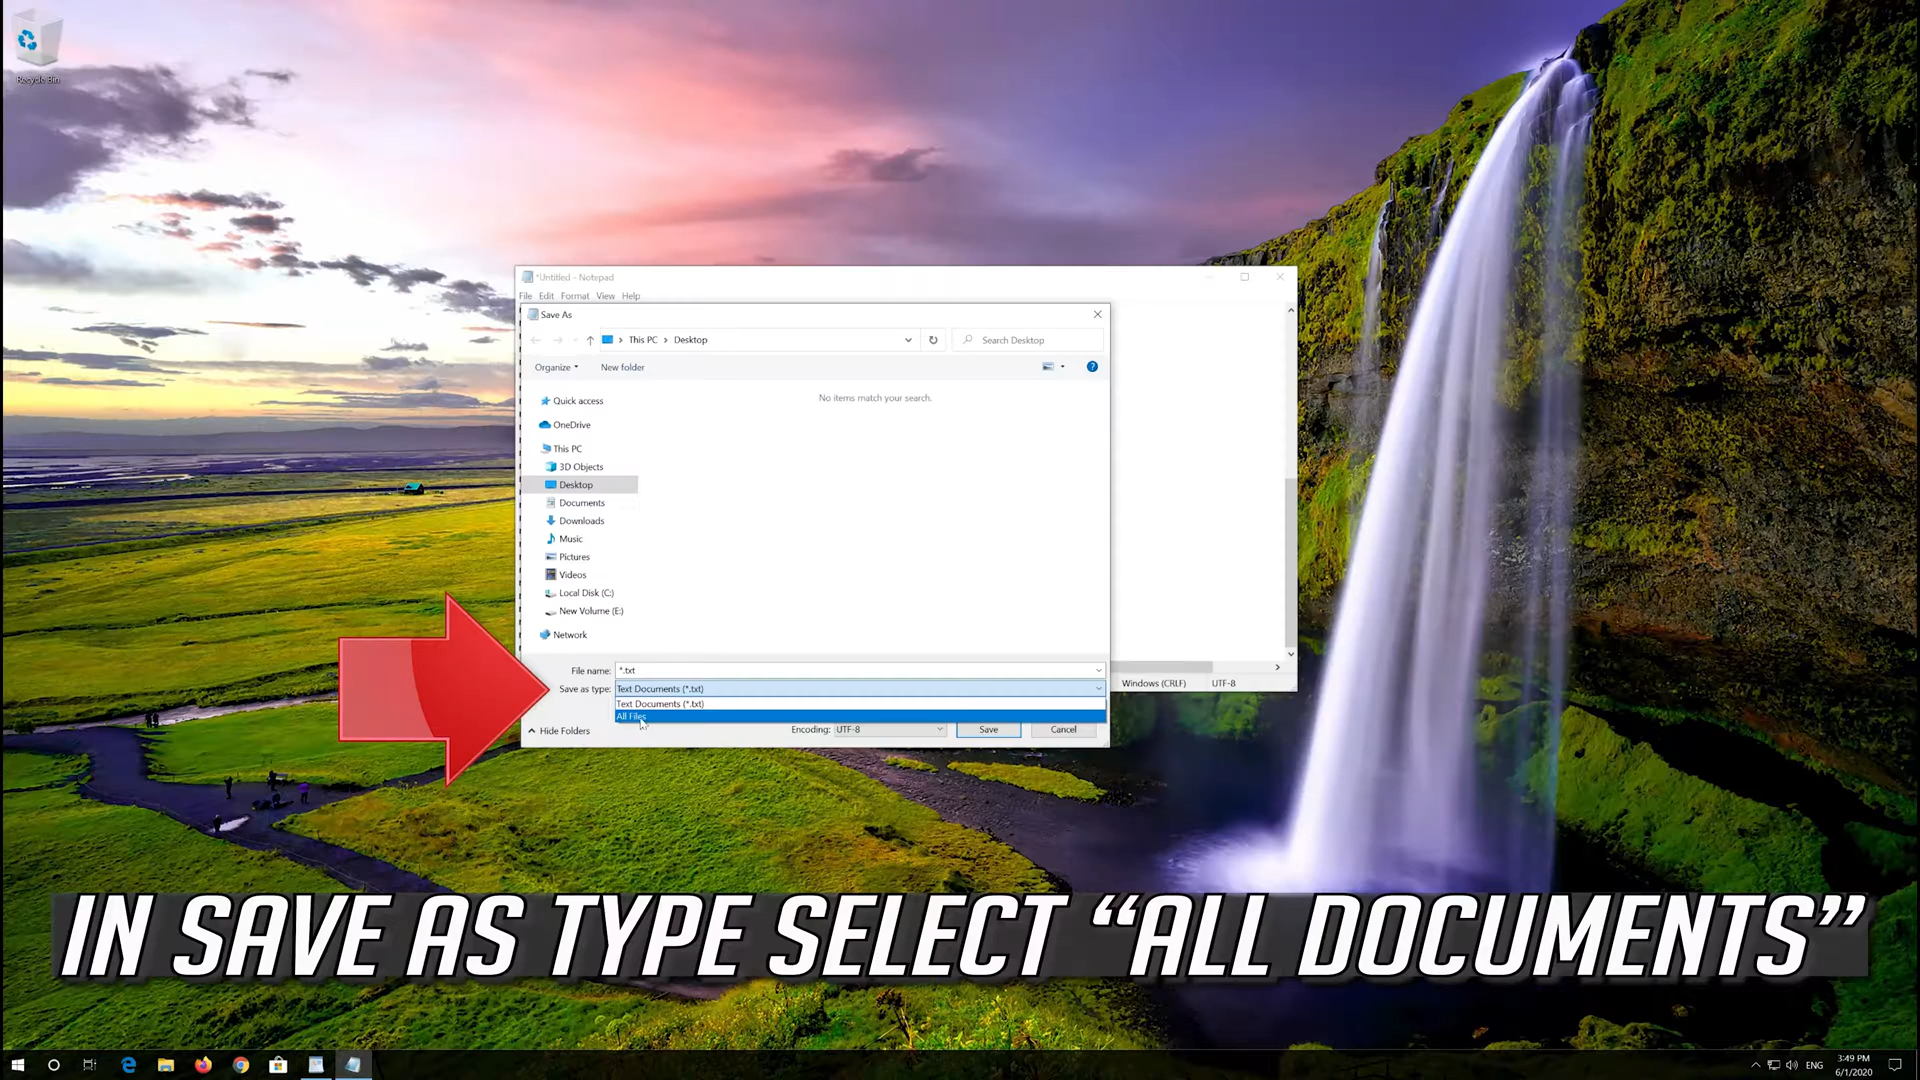 Recycle Bin
*Untitled - Notepad
File Edit Format View Help
Save As
This PC > Desktop
Search Desktop
Organize
New folder
No items match your search.
Quick access
OneDrive
This PC
3D Objects
Desktop
Documents
Downloads
Music
Pictures
Videos
Local Disk (C:)
New Volume (E:)
Network
File name: *.txt
Save as type: Text Documents (*.txt)
Text Documents (*.txt)
All Files
Hide Folders
Encoding: UTF-8
Save
Cancel
Windows (CRLF)
UTF-8
IN SAVE AS TYPE SELECT “ALL DOCUMENTS”
ENG
3:49 PM
6/1/2020